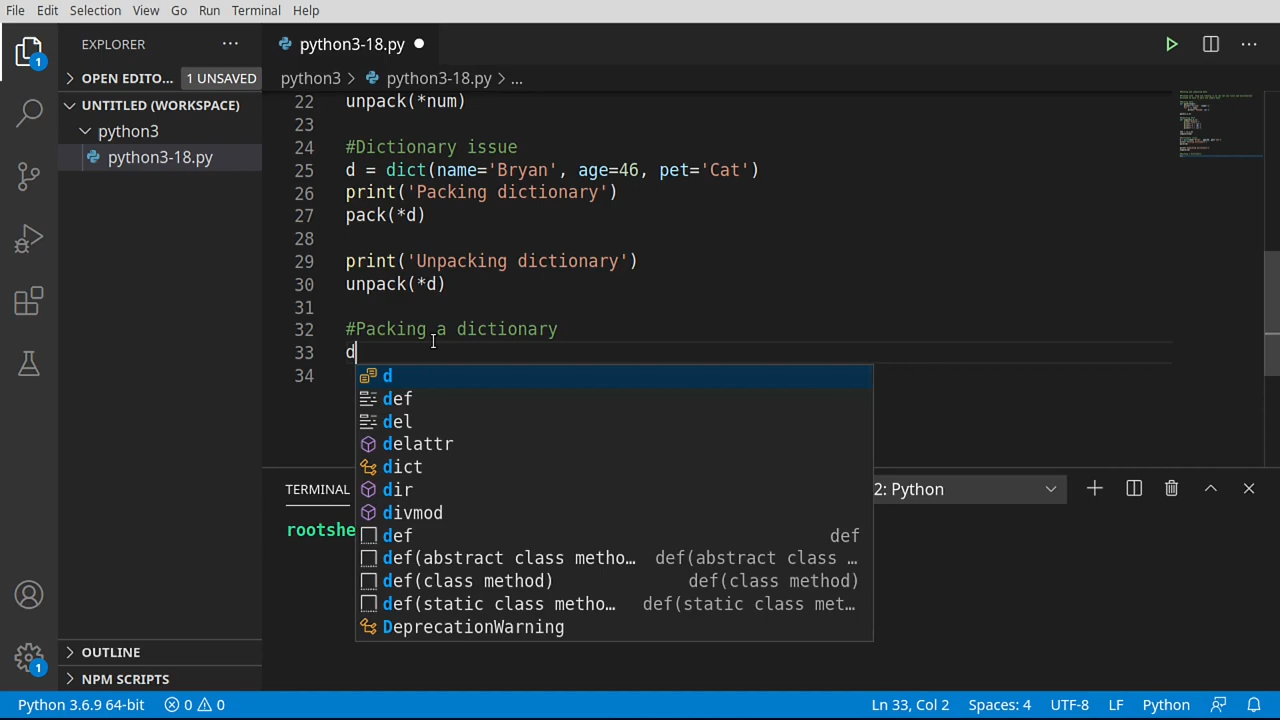 File Edit Selection View Go Run Terminal Help
EXPLORER
python3-18.py
OPEN EDITO... 1 UNSAVED
UNTITLED (WORKSPACE)
python3
python3-18.py
python3 > python3-18.py > ...
22 unpack(*num)
23
24 #Dictionary issue
25 d = dict(name='Bryan', age=46, pet='Cat')
26 print('Packing dictionary')
27 pack(*d)
28
29 print('Unpacking dictionary')
30 unpack(*d)
31
32 #Packing a dictionary
33 d
34
d
def
del
delattr
dict
dir
divmod
def def
def(abstract class metho... def(abstract class ...
def(class method) def(class method)
def(static class metho... def(static class met...
DeprecationWarning
TERMINAL
2: Python
rootshe
1
1
OUTLINE
NPM SCRIPTS
Python 3.6.9 64-bit 0 0 Ln 33, Col 2 Spaces: 4 UTF-8 LF Python